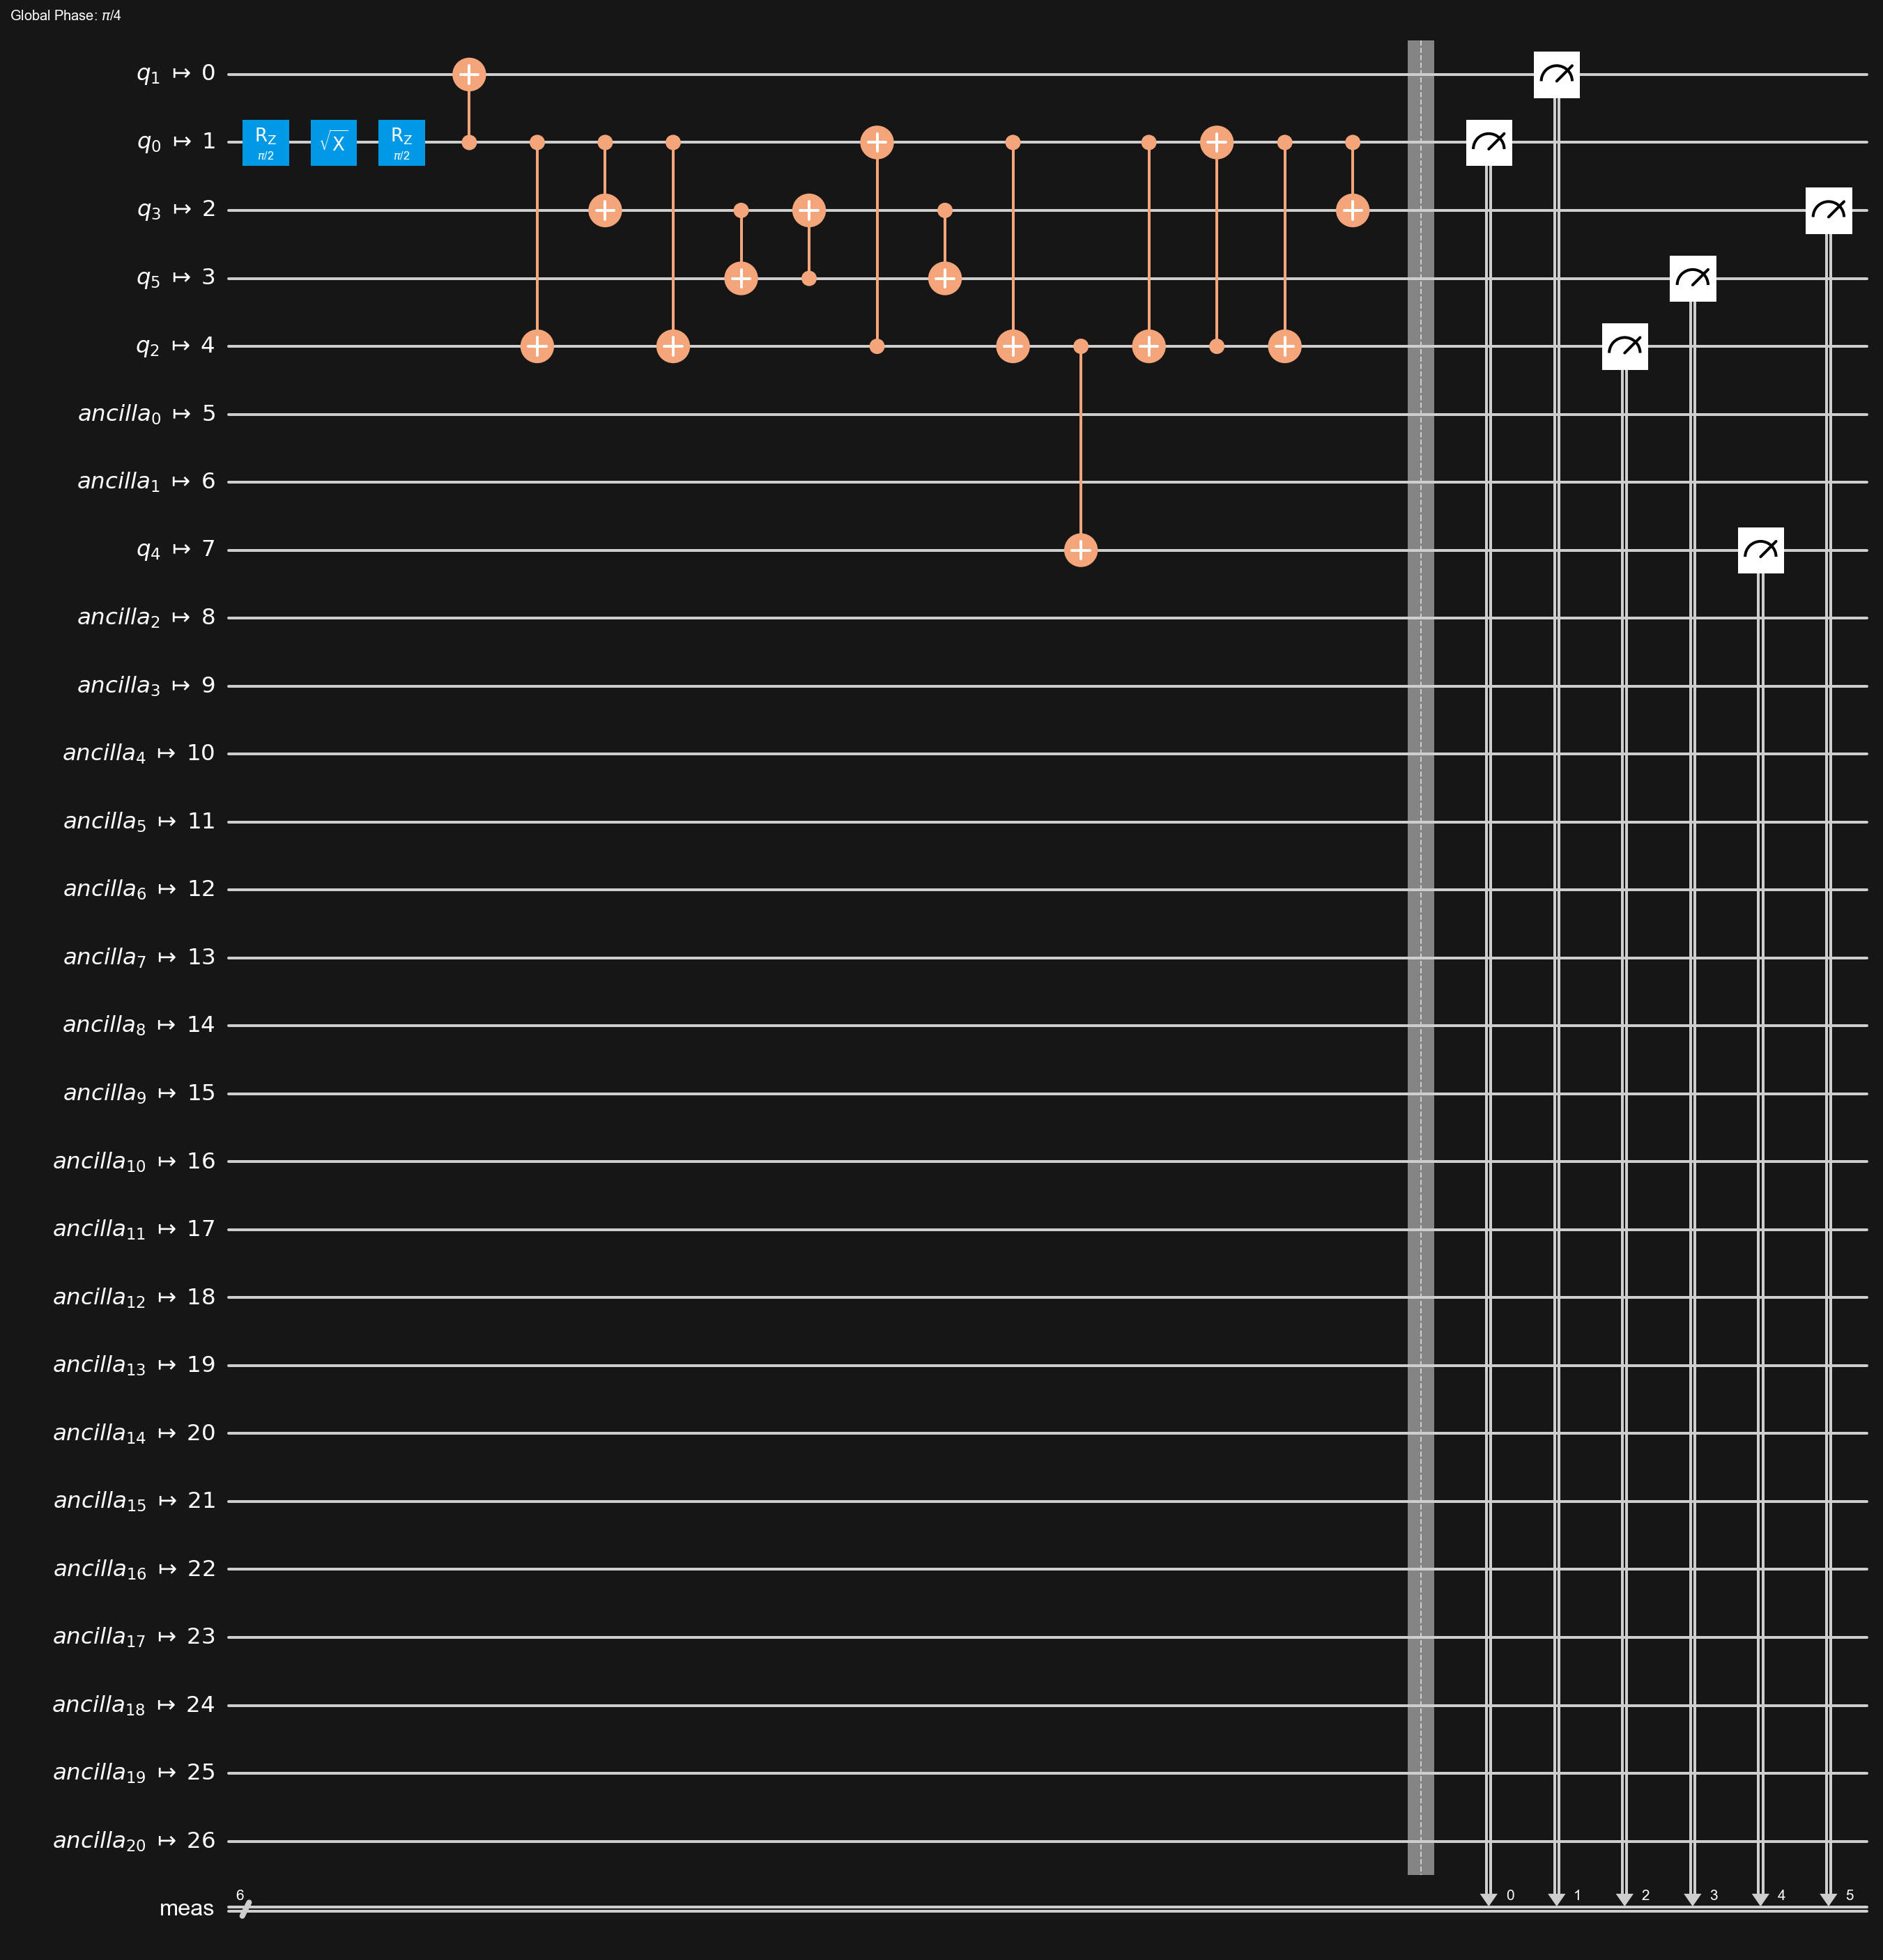 Global Phase: π/4
q1 ↦ 0
q0 ↦ 1 RZ π/2 √X RZ π/2
q3 ↦ 2
q5 ↦ 3
q2 ↦ 4
ancilla0 ↦ 5
ancilla1 ↦ 6
q4 ↦ 7
ancilla2 ↦ 8
ancilla3 ↦ 9
ancilla4 ↦ 10
ancilla5 ↦ 11
ancilla6 ↦ 12
ancilla7 ↦ 13
ancilla8 ↦ 14
ancilla9 ↦ 15
ancilla10 ↦ 16
ancilla11 ↦ 17
ancilla12 ↦ 18
ancilla13 ↦ 19
ancilla14 ↦ 20
ancilla15 ↦ 21
ancilla16 ↦ 22
ancilla17 ↦ 23
ancilla18 ↦ 24
ancilla19 ↦ 25
ancilla20 ↦ 26
meas 6 0 1 2 3 4 5